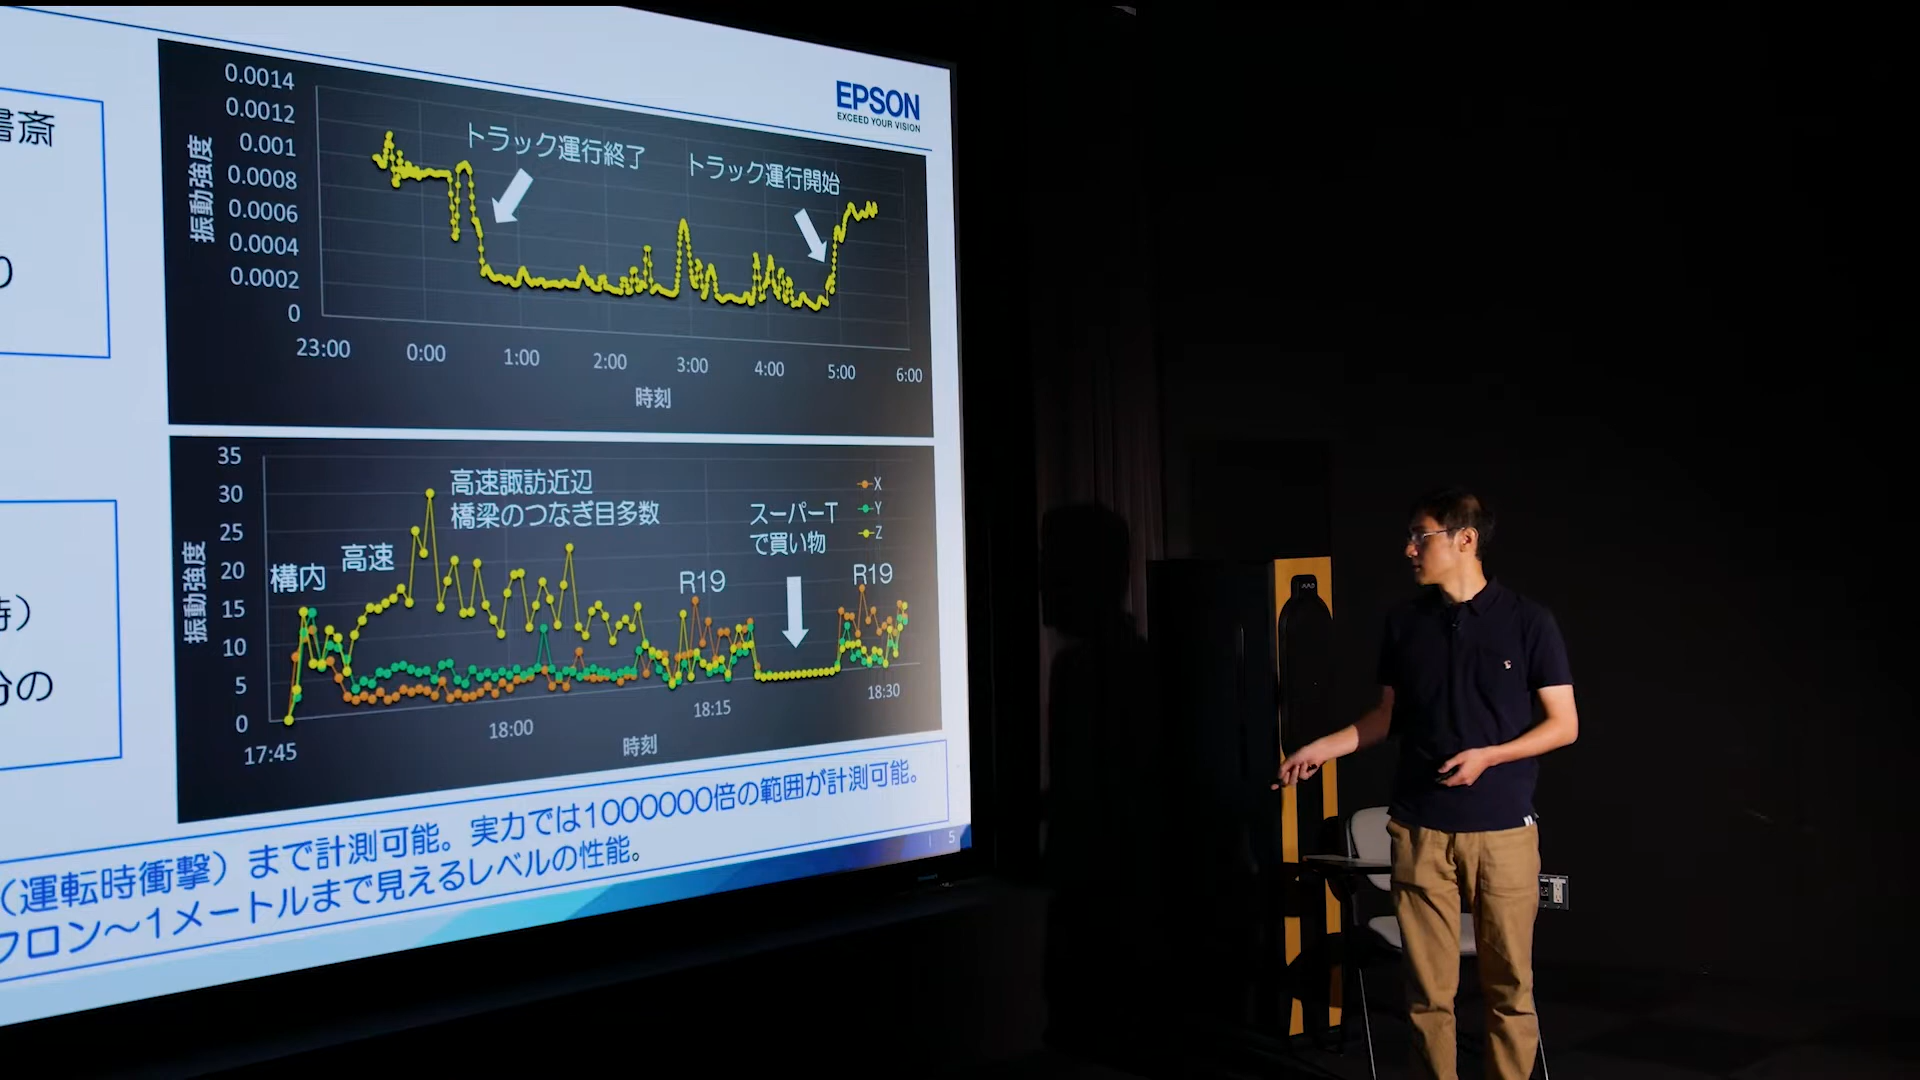 EPSON
EXCEED YOUR VISION
書斎
0.0014
0.0012
0.001
0.0008
0.0006
0.0004
0.0002
0
振動強度
トラック運行終了
トラック運行開始
23:00 0:00 1:00 2:00 3:00 4:00 5:00 6:00
時刻
35
30
25
20
15
10
5
0
振動強度
構内
高速
高速諏訪近辺
橋梁のつなぎ目多数
R19
スーパーT
で買い物
R19
X
Y
Z
17:45 18:00 18:15 18:30
時刻
時）
分の
（運転時衝撃）まで計測可能。実力では1000000倍の範囲が計測可能。
クロン～1メートルまで見えるレベルの性能。
5